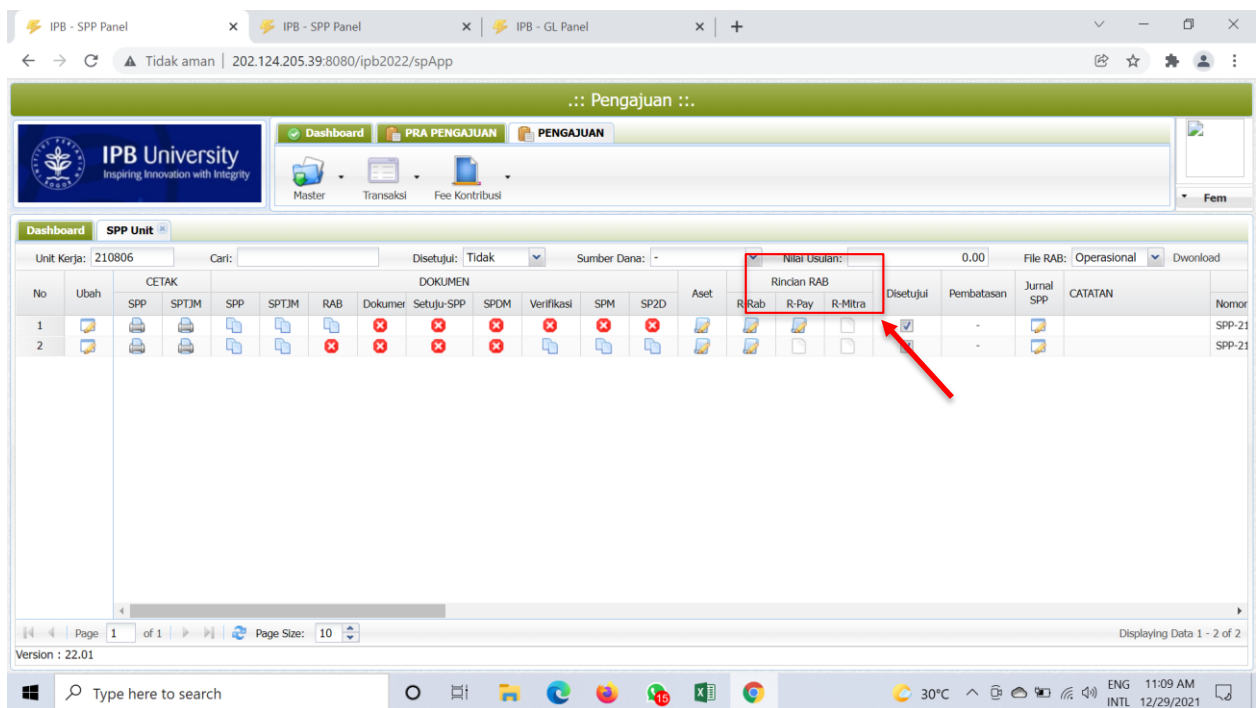 IPB - SPP Panel
IPB - SPP Panel
IPB - GL Panel
Tidak aman | 202.124.205.39:8080/ipb2022/spApp
.:: Pengajuan ::.
IPB University
Inspiring Innovation with Integrity
Dashboard PRA PENGAJUAN PENGAJUAN
Master Transaksi Fee Kontribusi
Fem
Dashboard SPP Unit
Unit Kerja: 210806 Cari: Disetujui: Tidak Sumber Dana: - Nilai Usulan: 0.00 File RAB: Operasional Dwonload
No Ubah CETAK DOKUMEN Aset Rincian RAB Disetujui Pembatasan Jurnal SPP CATATAN
SPP SPTJM SPP SPTJM RAB Dokumer Setuju-SPP SPDM Verifikasi SPM SP2D R-Rab R-Pay R-Mitra Nomor
1 - SPP-21
2 - SPP-21
Page 1 of 1 Page Size: 10 Displaying Data 1 - 2 of 2
Version : 22.01
Type here to search 15 30°C ENG INTL 11:09 AM 12/29/2021